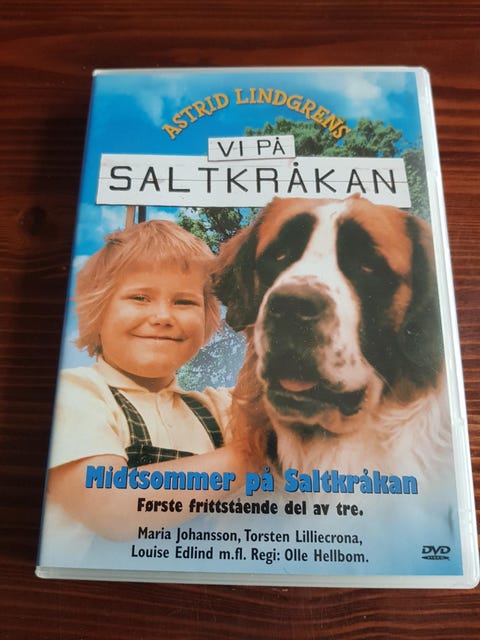 ASTRID LINDGRENS
VI PÅ
SALTKRÅKAN
Midtsommer på Saltkråkan
Første frittstående del av tre.
Maria Johansson, Torsten Lilliecrona,
Louise Edlind m.fl. Regi: Olle Hellbom.
DVD